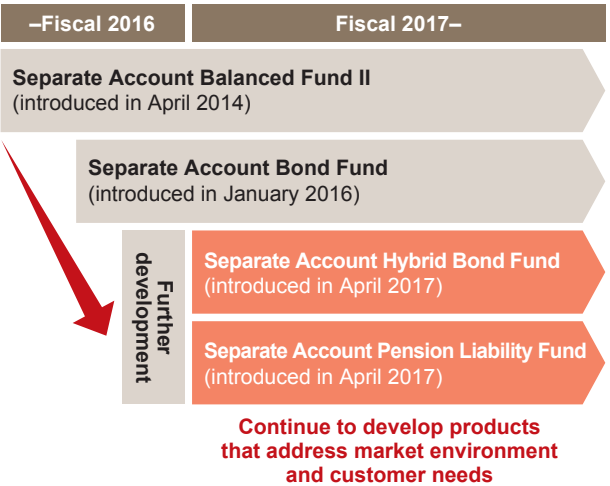 –Fiscal 2016
Fiscal 2017–
Separate Account Balanced Fund II
(introduced in April 2014)
Separate Account Bond Fund
(introduced in January 2016)
Further
development
Separate Account Hybrid Bond Fund
(introduced in April 2017)
Separate Account Pension Liability Fund
(introduced in April 2017)
Continue to develop products
that address market environment
and customer needs